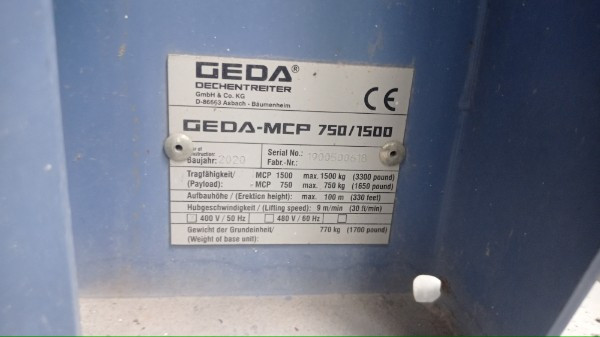 GEDA®
DECHENTREITER
GmbH & Co. KG
D-86663 Asbach - Bäumenheim
CE
GEDA-MCP 750/1500
Baujahr: 2020
Serial No.:
Fabr.-Nr.:
Tragfähigkeit/ MCP 1500 max. 1500 kg (3300 pound)
(Payload): - MCP 750 max. 750 kg (1650 pound)
Aufbauhöhe / (Erektion height): max. 100 m (330 feet)
Hubgeschwindigkeit / (Lifting speed): 9 m/min (30 ft/min)
400 V / 50 Hz 480 V / 60 Hz
Gewicht der Grundeinheit/ 770 kg (1700 pound)
(Weight of base unit):